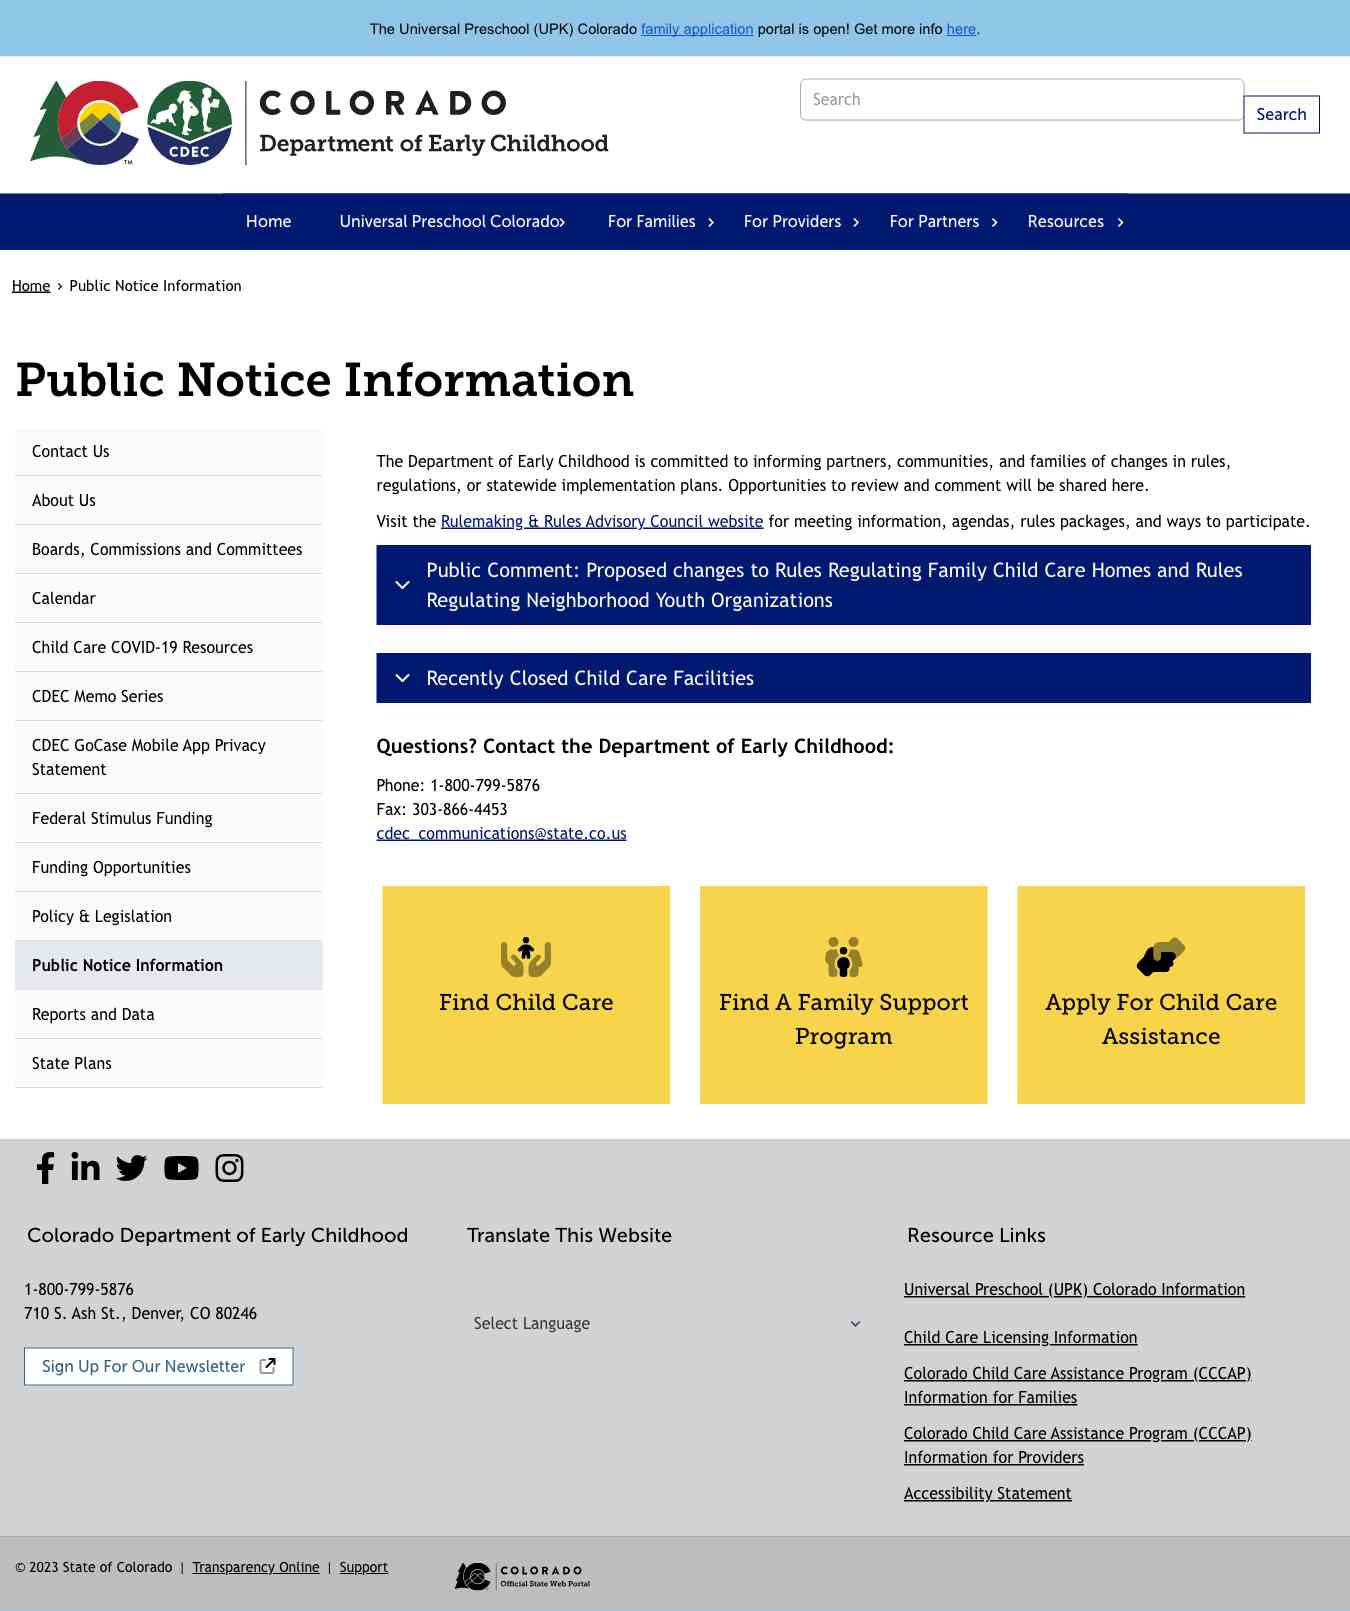 The Universal Preschool (UPK) Colorado family application portal is open! Get more info here.
CDEC
TM
COLORADO
Department of Early Childhood
Search
Search
Home
Universal Preschool Colorado
For Families
For Providers
For Partners
Resources
Home › Public Notice Information
Public Notice Information
Contact Us
About Us
Boards, Commissions and Committees
Calendar
Child Care COVID-19 Resources
CDEC Memo Series
CDEC GoCase Mobile App Privacy
Statement
Federal Stimulus Funding
Funding Opportunities
Policy & Legislation
Public Notice Information
Reports and Data
State Plans
The Department of Early Childhood is committed to informing partners, communities, and families of changes in rules,
regulations, or statewide implementation plans. Opportunities to review and comment will be shared here.
Visit the Rulemaking & Rules Advisory Council website for meeting information, agendas, rules packages, and ways to participate.
Public Comment: Proposed changes to Rules Regulating Family Child Care Homes and Rules
Regulating Neighborhood Youth Organizations
Recently Closed Child Care Facilities
Questions? Contact the Department of Early Childhood:
Phone: 1-800-799-5876
Fax: 303-866-4453
cdec_communications@state.co.us
Find Child Care
Find A Family Support
Program
Apply For Child Care
Assistance
Colorado Department of Early Childhood
1-800-799-5876
710 S. Ash St., Denver, CO 80246
Sign Up For Our Newsletter
Translate This Website
Select Language
Resource Links
Universal Preschool (UPK) Colorado Information
Child Care Licensing Information
Colorado Child Care Assistance Program (CCCAP)
Information for Families
Colorado Child Care Assistance Program (CCCAP)
Information for Providers
Accessibility Statement
© 2023 State of Colorado | Transparency Online | Support
COLORADO
Official State Web Portal